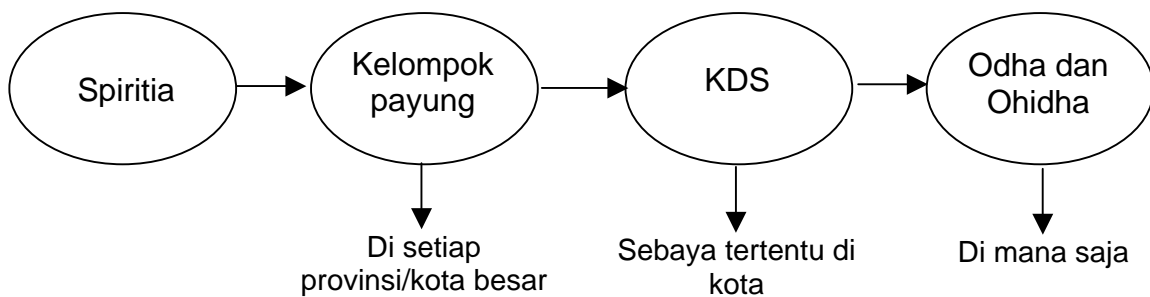 Spiritia
Kelompok
payung
KDS
Odha dan
Ohidha
Di setiap
provinsi/kota besar
Sebaya tertentu di
kota
Di mana saja